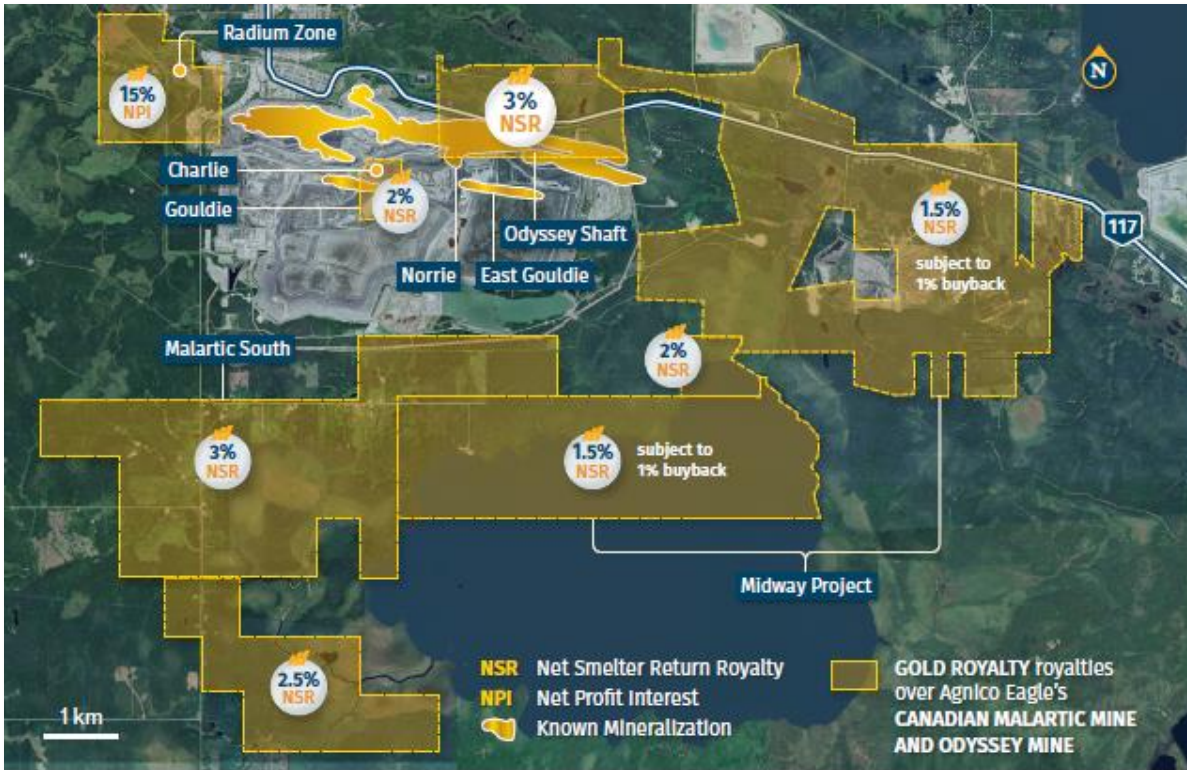 Radium Zone
N
15%
NPI
3%
NSR
Charlie
Gouldie
2%
NSR
1.5%
NSR
subject to
1% buyback
117
Odyssey Shaft
Norrie
East Gouldie
Malartic South
2%
NSR
3%
NSR
1.5%
NSR
subject to
1% buyback
Midway Project
2.5%
NSR
1 km
NSR Net Smelter Return Royalty
NPI Net Profit Interest
Known Mineralization
GOLD ROYALTY royalties
over Agnico Eagle's
CANADIAN MALARTIC MINE
AND ODYSSEY MINE